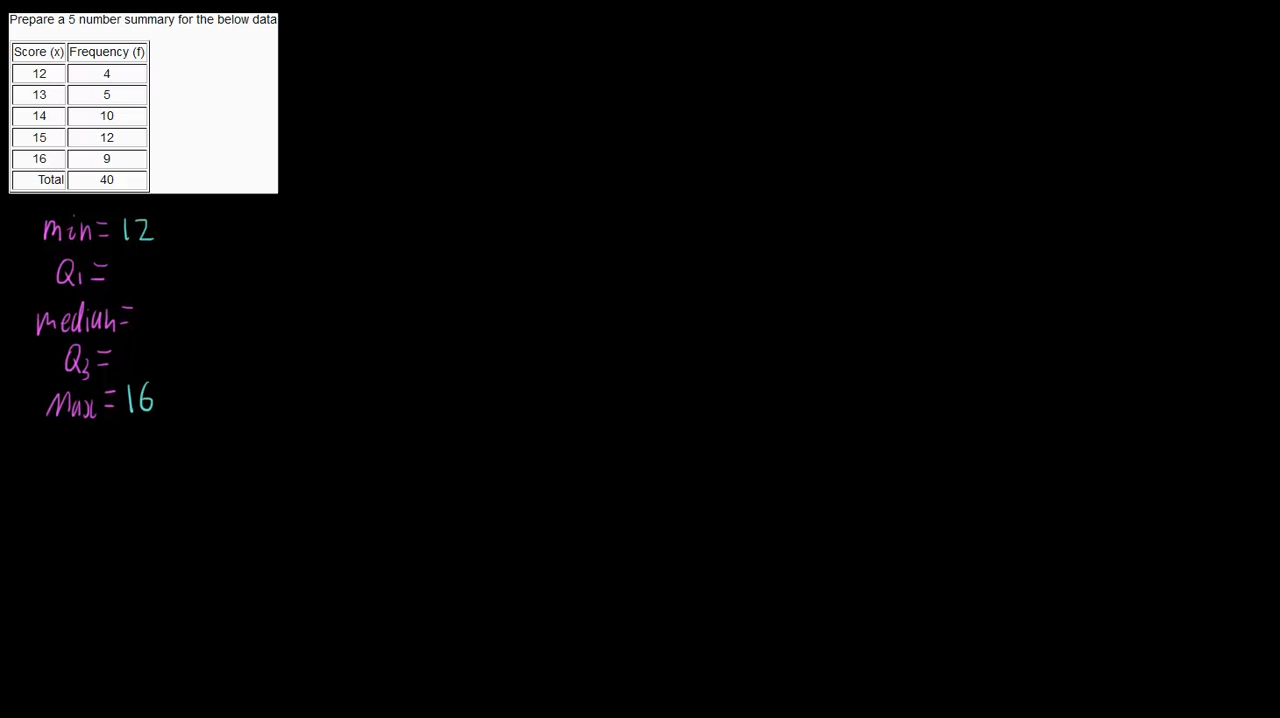 Prepare a 5 number summary for the below data
Score (x) Frequency (f)
12 4
13 5
14 10
15 12
16 9
Total 40
min = 12
Q1 =
median =
Q3 =
Max = 16